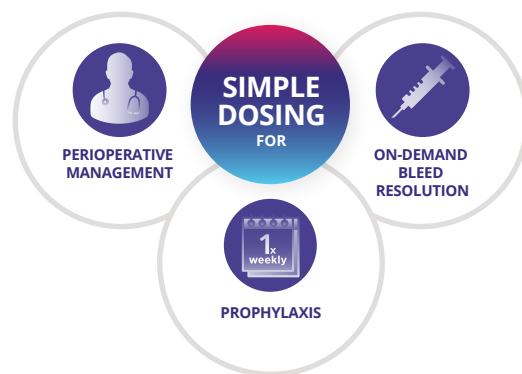 SIMPLE
DOSING
FOR
PERIOPERATIVE
MANAGEMENT
ON-DEMAND
BLEED
RESOLUTION
1x
weekly
PROPHYLAXIS